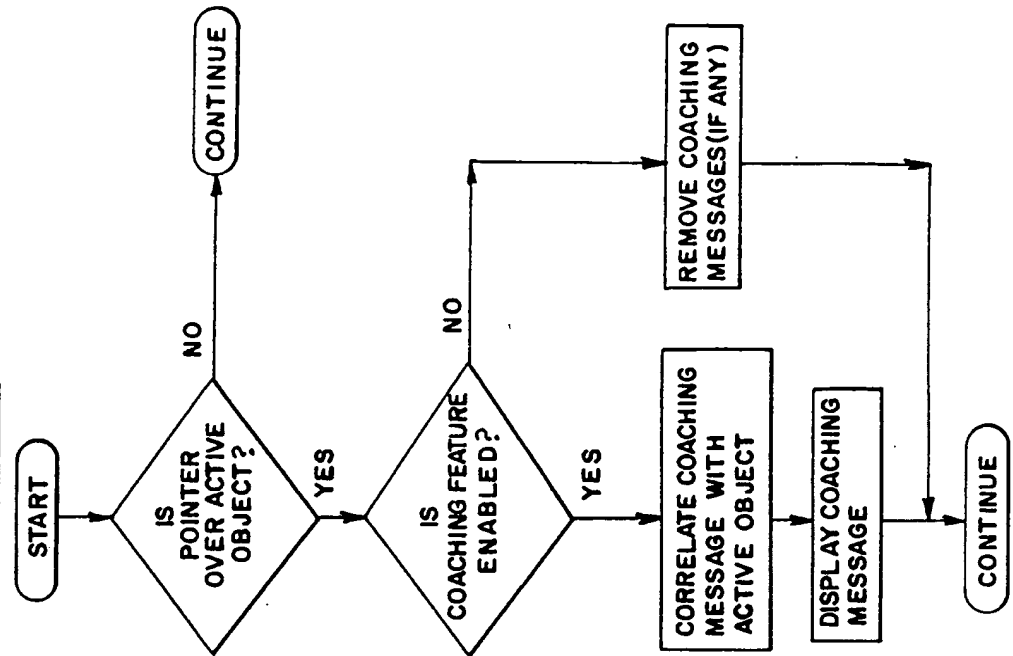 START
IS
POINTER
OVER ACTIVE
OBJECT?
NO
CONTINUE
YES
IS
COACHING FEATURE
ENABLED?
NO
YES
CORRELATE COACHING
MESSAGE WITH
ACTIVE OBJECT
REMOVE COACHING
MESSAGES(IF ANY)
DISPLAY COACHING
MESSAGE
CONTINUE